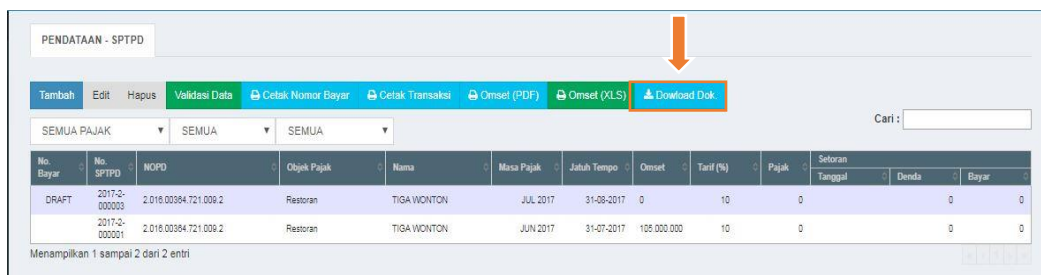 PENDATAAN - SPTPD
Tambah Edit Hapus Validasi Data Cetak Nomor Bayar Cetak Transaksi Omset (PDF) Omset (XLS) Dowload Dok.
Cari :
SEMUA PAJAK SEMUA SEMUA
No. Bayar No. SPTPD NOPD Objek Pajak Nama Masa Pajak Jatuh Tempo Omset Tarif (%) Pajak Setoran
Tanggal Denda Bayar
DRAFT 2017-2-000003 2.016.00364.721.009.2 Restoran TIGA WONTON JUL 2017 31-08-2017 0 10 0 0 0
2017-2-000001 2.016.00364.721.009.2 Restoran TIGA WONTON JUN 2017 31-07-2017 105.000.000 10 0 0 0
Menampilkan 1 sampai 2 dari 2 entri